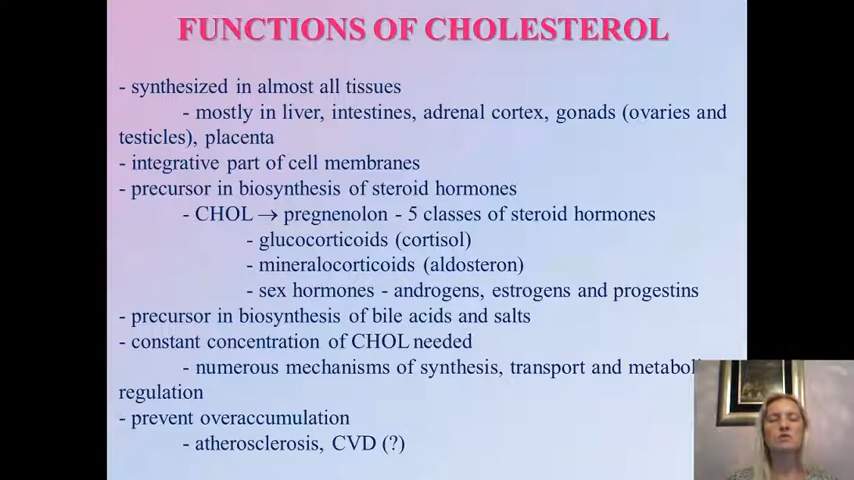 FUNCTIONS OF CHOLESTEROL
- synthesized in almost all tissues
- mostly in liver, intestines, adrenal cortex, gonads (ovaries and
testicles), placenta
- integrative part of cell membranes
- precursor in biosynthesis of steroid hormones
- CHOL → pregnenolon - 5 classes of steroid hormones
- glucocorticoids (cortisol)
- mineralocorticoids (aldosteron)
- sex hormones - androgens, estrogens and progestins
- precursor in biosynthesis of bile acids and salts
- constant concentration of CHOL needed
- numerous mechanisms of synthesis, transport and
regulation
- prevent overaccumulation
- atherosclerosis, CVD (?)